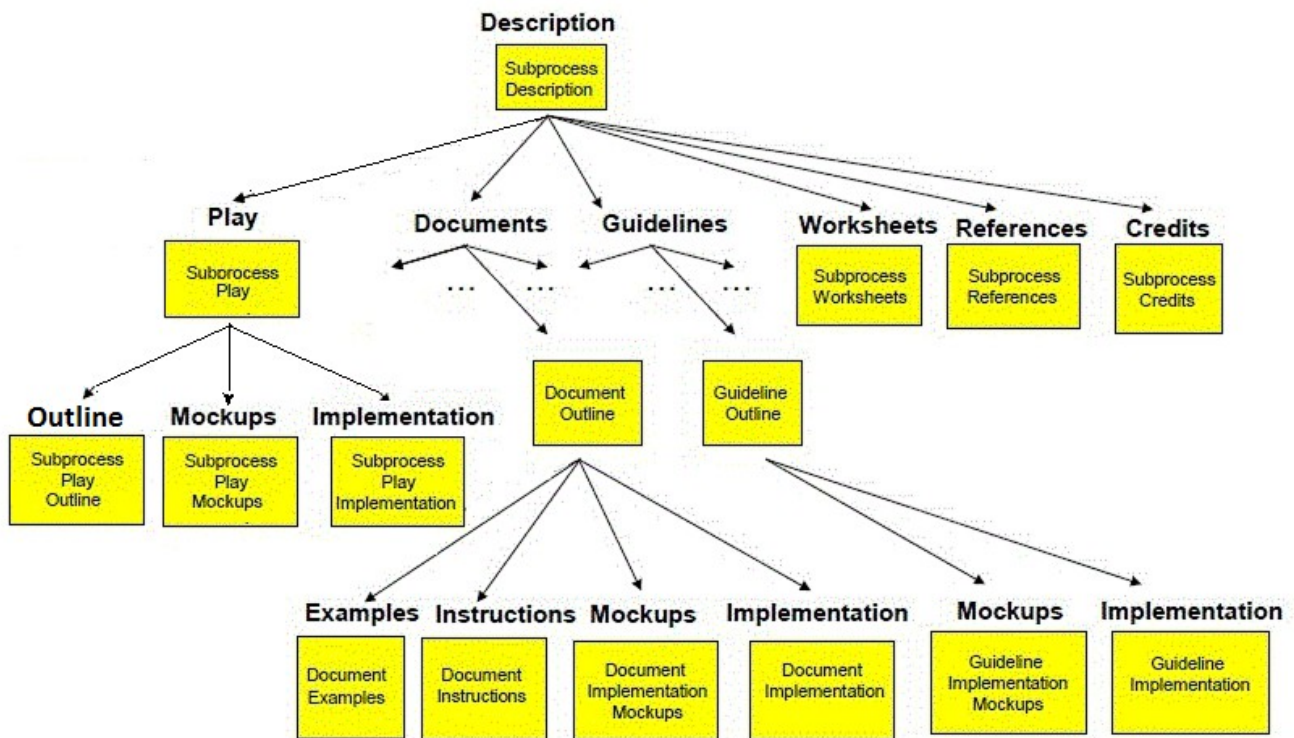 Description
Subprocess
Description
Play
Documents
Guidelines
Worksheets
References
Credits
Subprocess
Play
...
...
...
...
Subprocess
Worksheets
Subprocess
References
Subprocess
Credits
Outline
Mockups
Implementation
Subprocess
Play
Outline
Subprocess
Play
Mockups
Subprocess
Play
Implementation
Document
Outline
Guideline
Outline
Examples
Instructions
Mockups
Implementation
Mockups
Implementation
Document
Examples
Document
Instructions
Document
Implementation
Mockups
Document
Implementation
Guideline
Implementation
Mockups
Guideline
Implementation